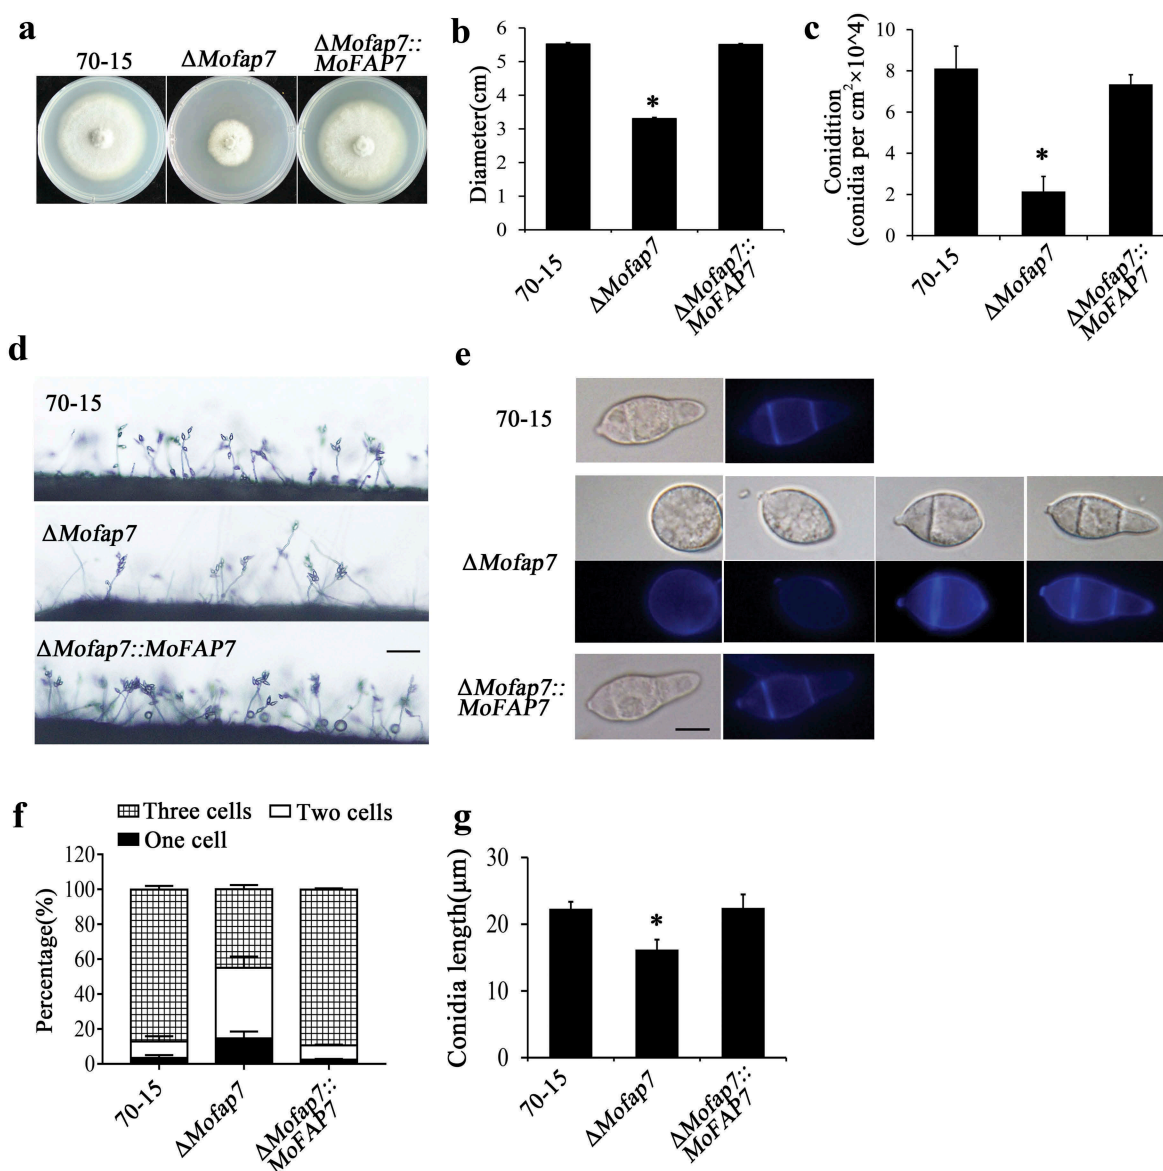 a
70-15
ΔMofap7
ΔMofap7::
MoFAP7
b
Diameter(cm)
6
5
4
3
2
1
0
*
70-15
ΔMofap7
ΔMofap7::
MoFAP7
c
Conidition
(conidia per cm²×10^4)
10
8
6
4
2
0
*
70-15
ΔMofap7
ΔMofap7::
MoFAP7
d
70-15
ΔMofap7
ΔMofap7::MoFAP7
e
70-15
ΔMofap7
ΔMofap7::
MoFAP7
f
Three cells
Two cells
One cell
Percentage(%)
120
100
80
60
40
20
0
70-15
ΔMofap7
ΔMofap7::
MoFAP7
g
Conidia length(μm)
30
20
10
0
*
70-15
ΔMofap7
ΔMofap7::
MoFAP7